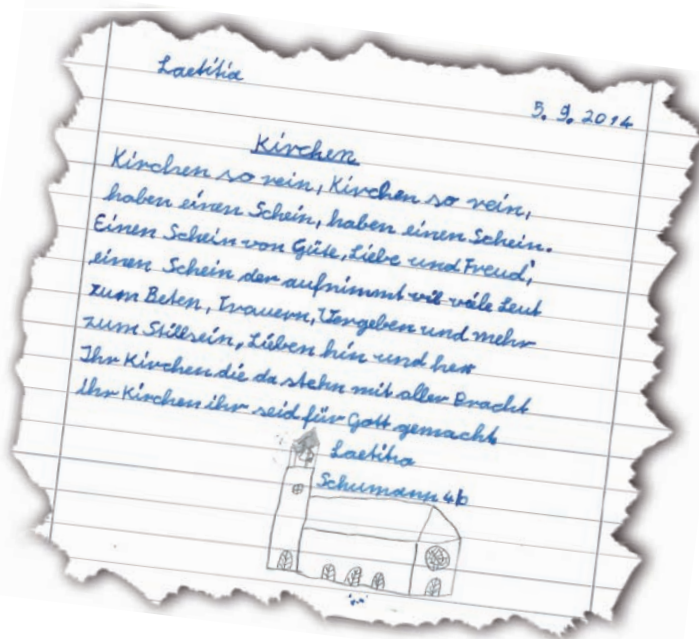 Laetitia
5. 9. 2014
Kirchen
Kirchen so rein, Kirchen so rein,
haben einen Schein, haben einen Schein.
Einen Schein von Güte, Liebe und Freud,
einen Schein der aufnimmt vil viele Leut
zum Beten, Trauern, Vergeben und mehr
zum Stillsein, Lieben hin und her
Ihr Kirchen die da stehn mit aller Bracht
ihr Kirchen ihr seid für Gott gemacht
Laetitia
Schumann 4b